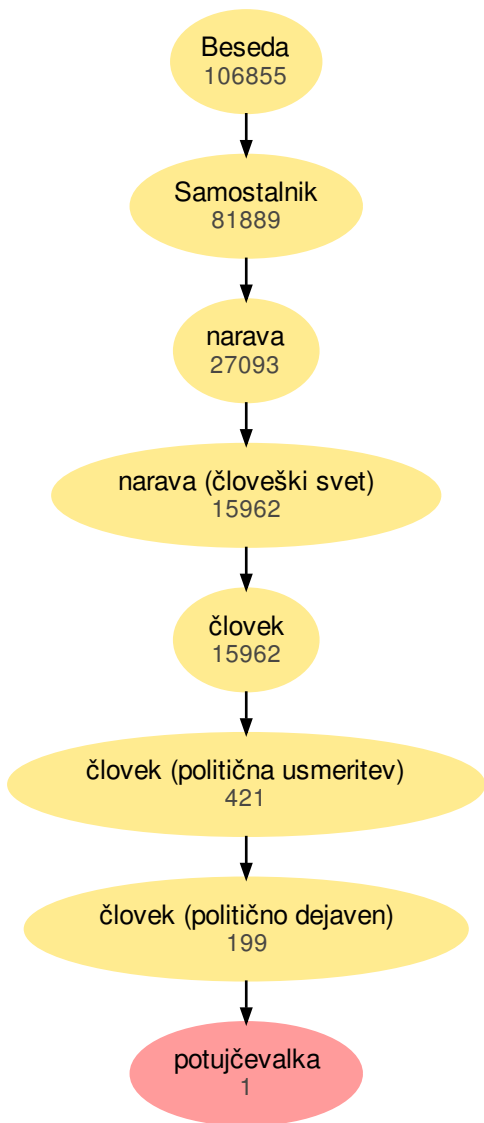 Beseda
106855
Samostalnik
81889
narava
27093
narava (človeški svet)
15962
človek
15962
človek (politična usmeritev)
421
človek (politično dejaven)
199
potujčevalka
1